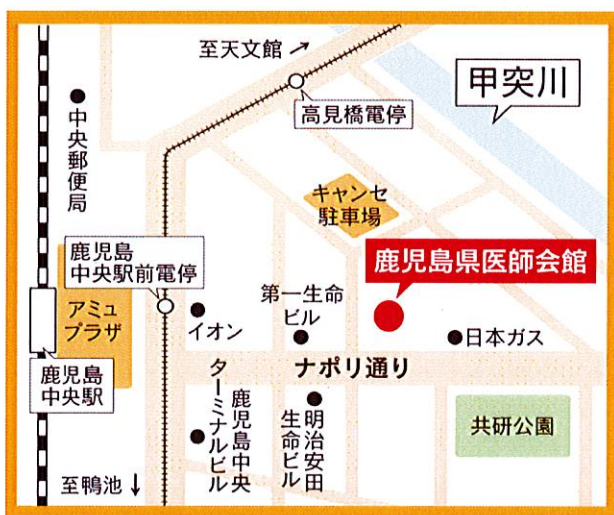 至天文館
甲突川
高見橋電停
中央郵便局
キャンセ
駐車場
鹿児島
中央駅前電停
鹿児島県医師会館
アミュ
プラザ
イオン
第一生命
ビル
日本ガス
ナポリ通り
鹿児島
中央駅
鹿児島中央
ターミナルビル
明治安田
生命ビル
共研公園
至鴨池